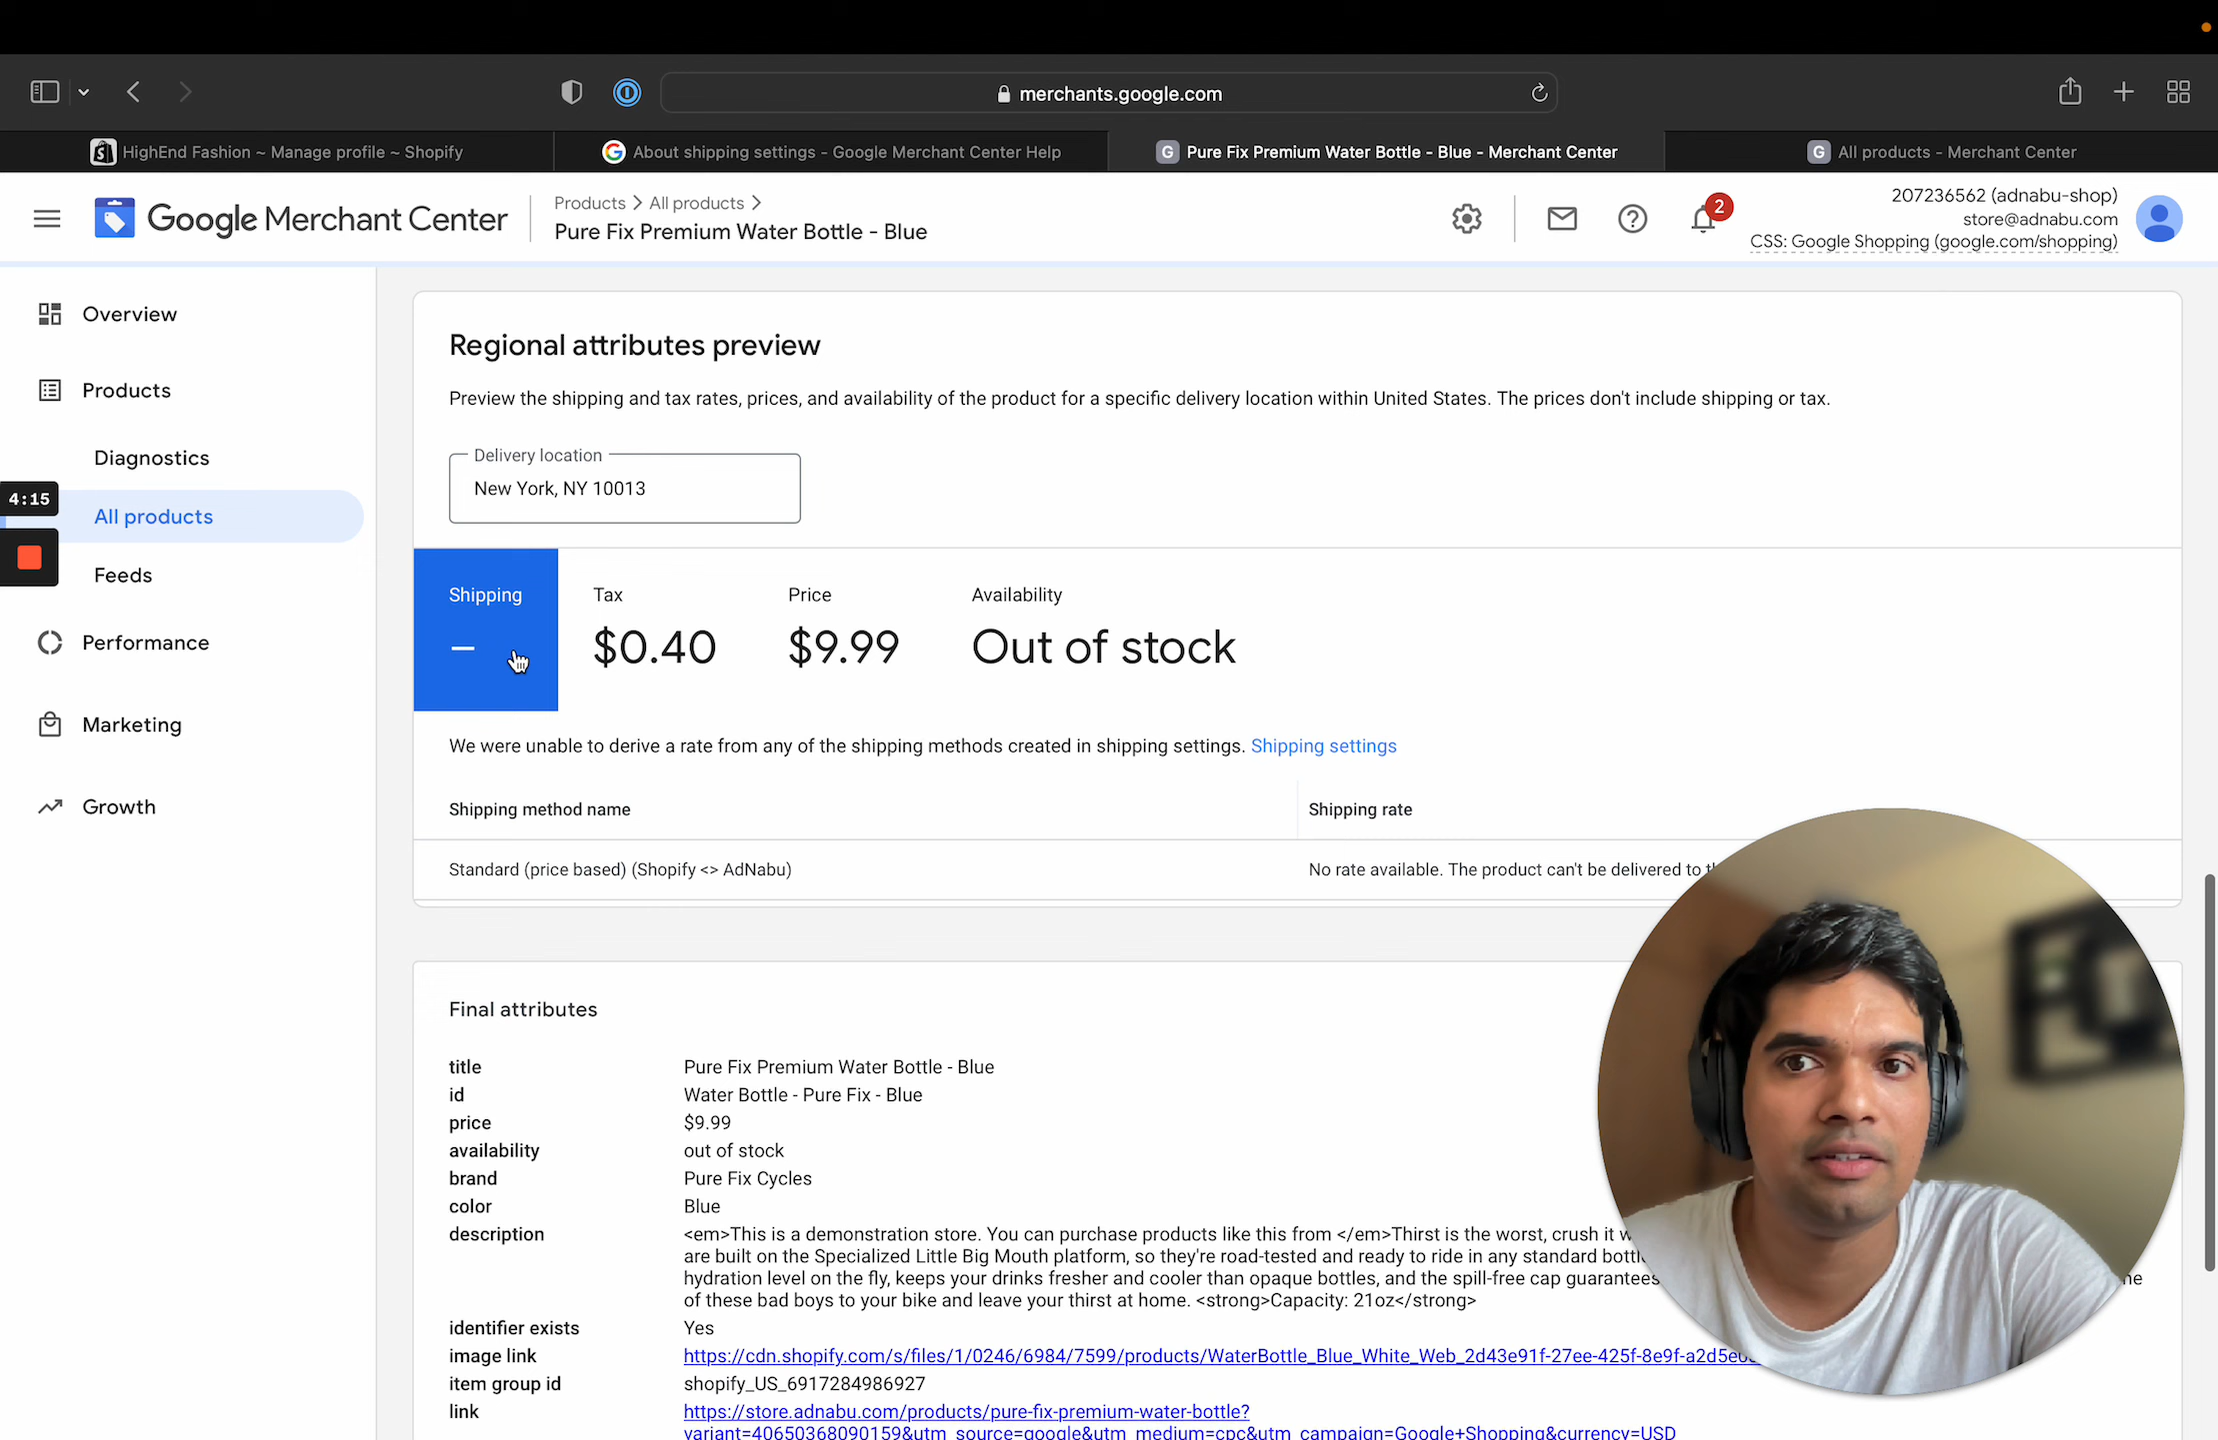 merchants.google.com
HighEnd Fashion ~ Manage profile ~ Shopify
About shipping settings - Google Merchant Center Help
Pure Fix Premium Water Bottle - Blue - Merchant Center
All products - Merchant Center
Google Merchant Center
Products > All products >
Pure Fix Premium Water Bottle - Blue
2
207236562 (adnabu-shop)
store@adnabu.com
CSS: Google Shopping (google.com/shopping)
Overview
Products
Diagnostics
4:15
All products
Feeds
Performance
Marketing
Growth
Regional attributes preview
Preview the shipping and tax rates, prices, and availability of the product for a specific delivery location within United States. The prices don't include shipping or tax.
Delivery location
New York, NY 10013
Shipping Tax Price Availability
– $0.40 $9.99 Out of stock
We were unable to derive a rate from any of the shipping methods created in shipping settings. Shipping settings
Shipping method name Shipping rate
Standard (price based) (Shopify <> AdNabu) No rate available. The product can't be delivered to
Final attributes
title Pure Fix Premium Water Bottle - Blue
id Water Bottle - Pure Fix - Blue
price $9.99
availability out of stock
brand Pure Fix Cycles
color Blue
description <em>This is a demonstration store. You can purchase products like this from </em>Thirst is the worst, crush it
are built on the Specialized Little Big Mouth platform, so they're road-tested and ready to ride in any standard
hydration level on the fly, keeps your drinks fresher and cooler than opaque bottles, and the spill-free cap guarantees
of these bad boys to your bike and leave your thirst at home. <strong>Capacity: 21oz</strong>
identifier exists Yes
image link https://cdn.shopify.com/s/files/1/0246/6984/7599/products/WaterBottle_Blue_White_Web_2d43e91f-27ee-425f-8e9f-a2d5e
item group id shopify_US_6917284986927
link https://store.adnabu.com/products/pure-fix-premium-water-bottle?
variant=40650368090159&utm_source=google&utm_medium=cpc&utm_campaign=Google+Shopping&currency=USD